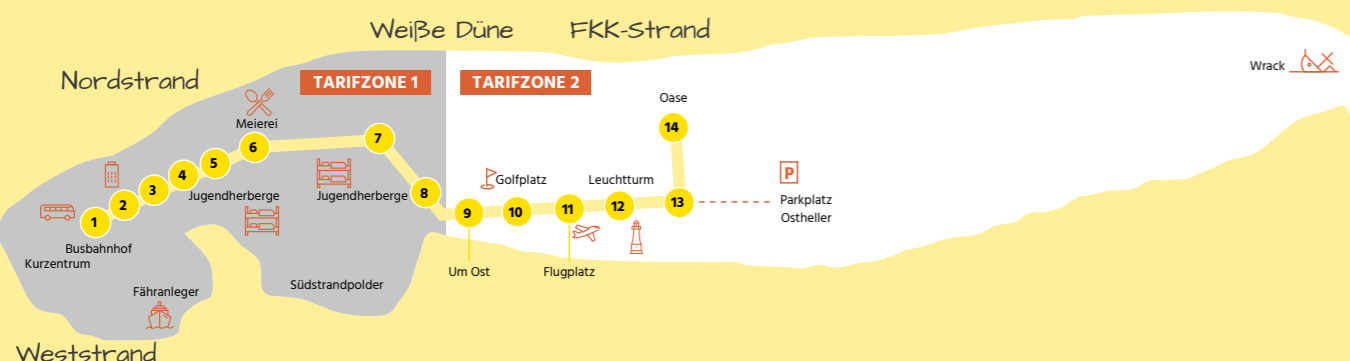 Weiße Düne
FKK-Strand
Nordstrand
TARIFZONE 1
TARIFZONE 2
Wrack
Oase
Meierei
14
7
6
5
4
3
2
1
Jugendherberge
Jugendherberge
8
Golfplatz
Leuchtturm
9
10
11
12
13
P
Parkplatz
Ostheller
Busbahnhof
Kurzentrum
Um Ost
Flugplatz
Südstrandpolder
Fähranleger
Weststrand